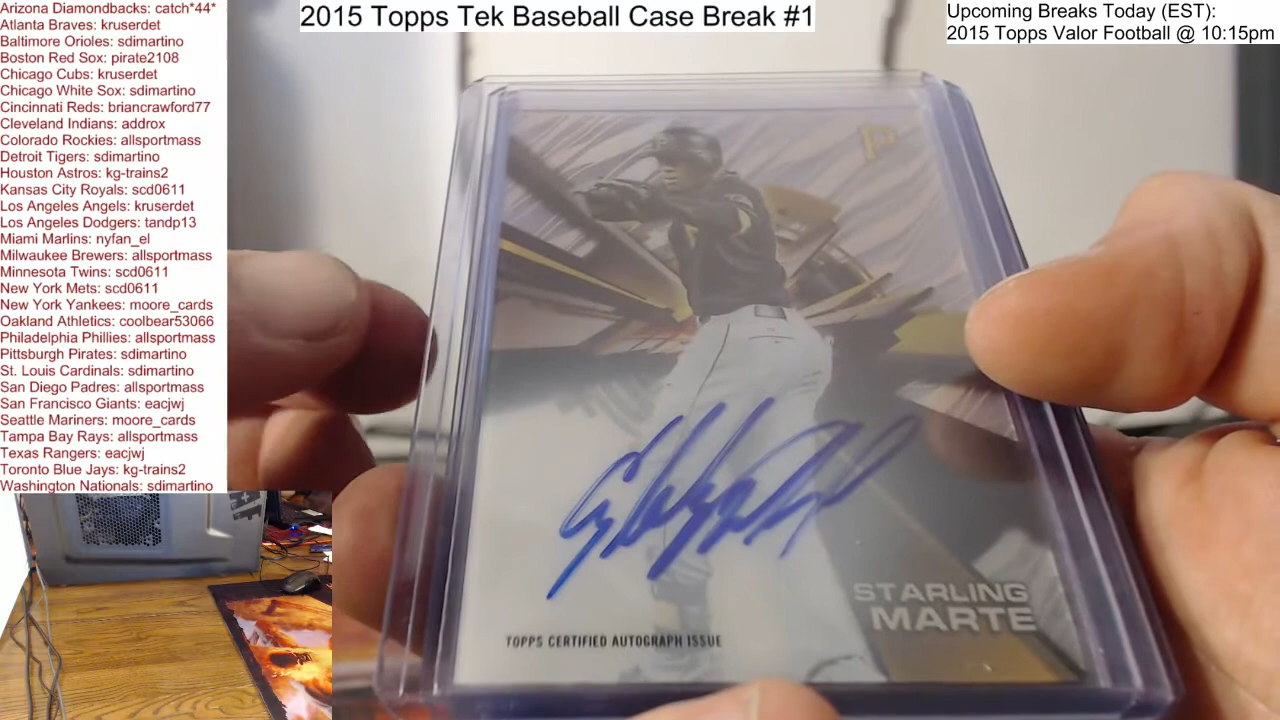 Arizona Diamondbacks: catch*44*
Atlanta Braves: kruserdet
Baltimore Orioles: sdimartino
Boston Red Sox: pirate2108
Chicago Cubs: kruserdet
Chicago White Sox: sdimartino
Cincinnati Reds: briancrawford77
Cleveland Indians: addrox
Colorado Rockies: allsportmass
Detroit Tigers: sdimartino
Houston Astros: kg-trains2
Kansas City Royals: scd0611
Los Angeles Angels: kruserdet
Los Angeles Dodgers: tandp13
Miami Marlins: nyfan_el
Milwaukee Brewers: allsportmass
Minnesota Twins: scd0611
New York Mets: scd0611
New York Yankees: moore_cards
Oakland Athletics: coolbear53066
Philadelphia Phillies: allsportmass
Pittsburgh Pirates: sdimartino
St. Louis Cardinals: sdimartino
San Diego Padres: allsportmass
San Francisco Giants: eacjwj
Seattle Mariners: moore_cards
Tampa Bay Rays: allsportmass
Texas Rangers: eacjwj
Toronto Blue Jays: kg-trains2
Washington Nationals: sdimartino
2015 Topps Tek Baseball Case Break #1
Upcoming Breaks Today (EST):
2015 Topps Valor Football @ 10:15pm
P
STARLING
MARTE
TOPPS CERTIFIED AUTOGRAPH ISSUE